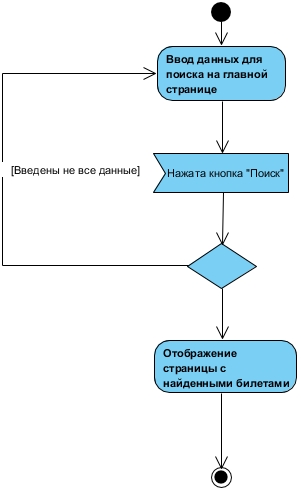 Ввод данных для
поиска на главной
странице
[Введены не все данные]
Нажата кнопка "Поиск"
Отображение
страницы с
найденными билетами